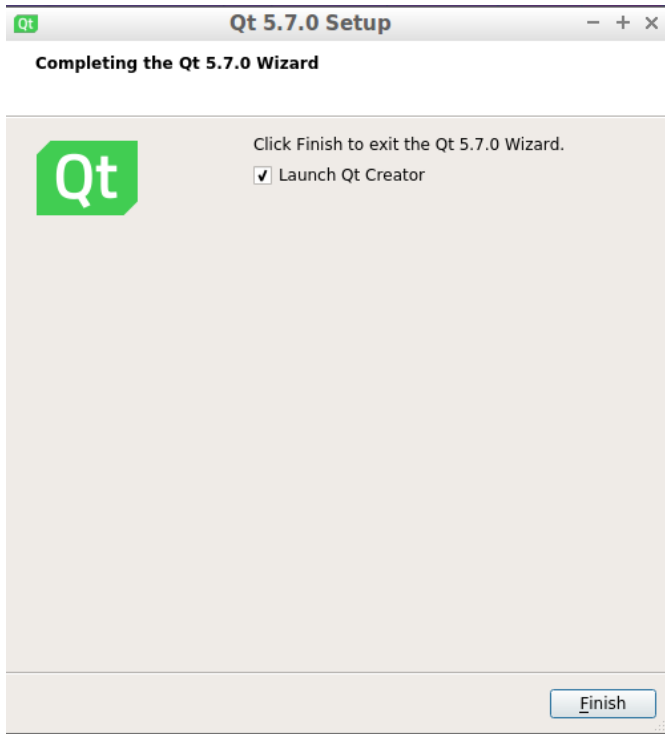 Qt
Qt 5.7.0 Setup
Completing the Qt 5.7.0 Wizard
Qt
Click Finish to exit the Qt 5.7.0 Wizard.
Launch Qt Creator
Finish